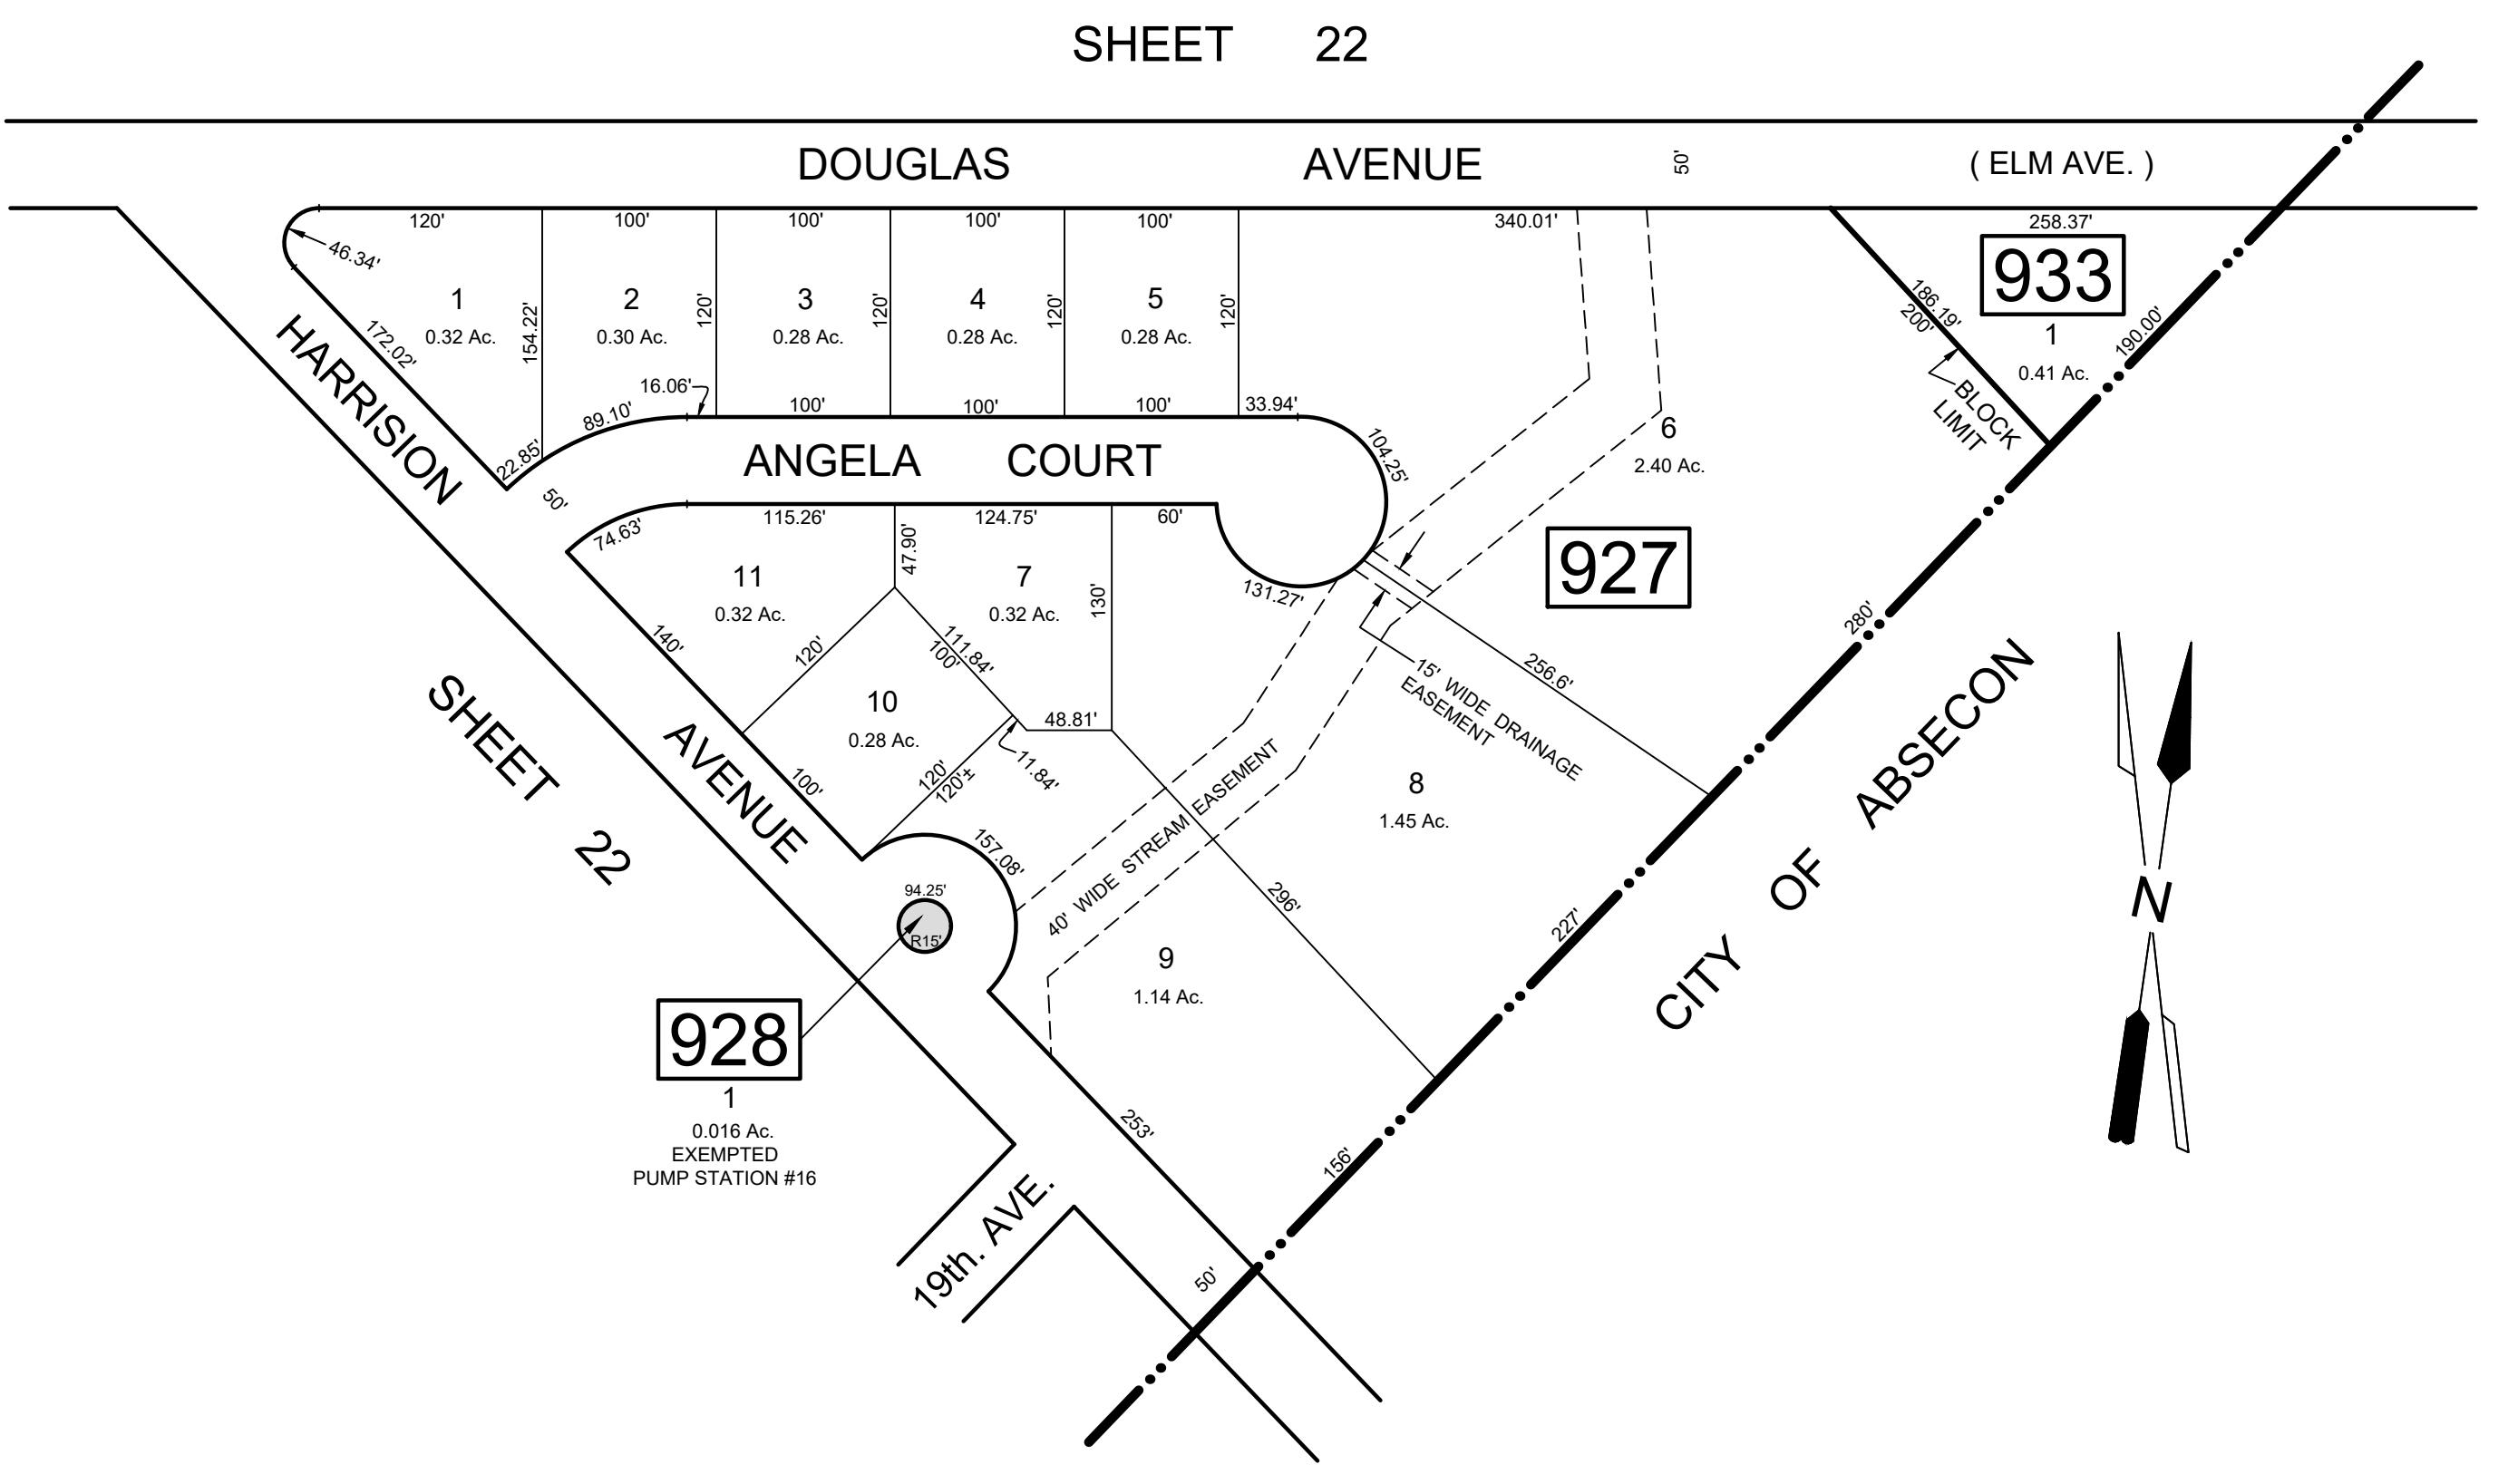 SHEET 22
DOUGLAS AVENUE
50'
( ELM AVE. )
120'
100'
100'
100'
100'
340.01'
258.37'
46.34'
933
1
0.41 Ac.
186.19'
200'
190.00'
BLOCK
LIMIT
1
0.32 Ac.
172.02'
154.22'
2
0.30 Ac.
120'
3
0.28 Ac.
120'
4
0.28 Ac.
120'
5
0.28 Ac.
120'
HARRISION
16.06'
89.10'
22.85'
100'
100'
100'
33.94'
104.25'
6
2.40 Ac.
ANGELA COURT
50'
74.63'
115.26'
124.75'
60'
47.90'
131.27'
927
11
0.32 Ac.
7
0.32 Ac.
130'
140'
120'
111.84'
100'
280'
256.6'
15' WIDE DRAINAGE
EASEMENT
10
0.28 Ac.
48.81'
11.84'
120'
120'±
100'
SHEET 22
AVENUE
CITY OF ABSECON
8
1.45 Ac.
157.08'
40' WIDE STREAM EASEMENT
94.25'
R15'
296'
227'
N
9
1.14 Ac.
928
1
0.016 Ac.
EXEMPTED
PUMP STATION #16
253'
156'
19th. AVE.
50'